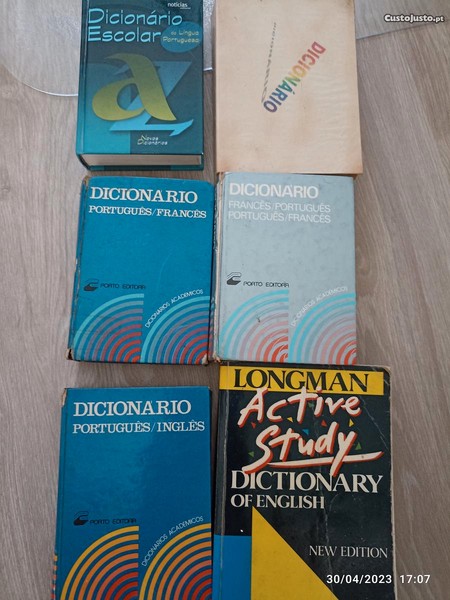 notícias
Dicionário
Escolar
da Língua
Portuguesa
a
Z
Novos
Dicionários
DICIONÁRIO
CustoJusto.pt
DICIONARIO
PORTUGUÊS/FRANCÊS
PORTO EDITORA
DICIONÁRIOS ACADÉMICOS
DICIONARIO
FRANCÊS/PORTUGUÊS
PORTUGUÊS/FRANCÊS
PORTO EDITORA
DICIONÁRIOS ACADÉMICOS
DICIONARIO
PORTUGUÊS/INGLÊS
PORTO EDITORA
DICIONÁRIOS ACADÉMICOS
LONGMAN
Active
Study
DICTIONARY
OF ENGLISH
NEW EDITION
30/04/2023 17:07